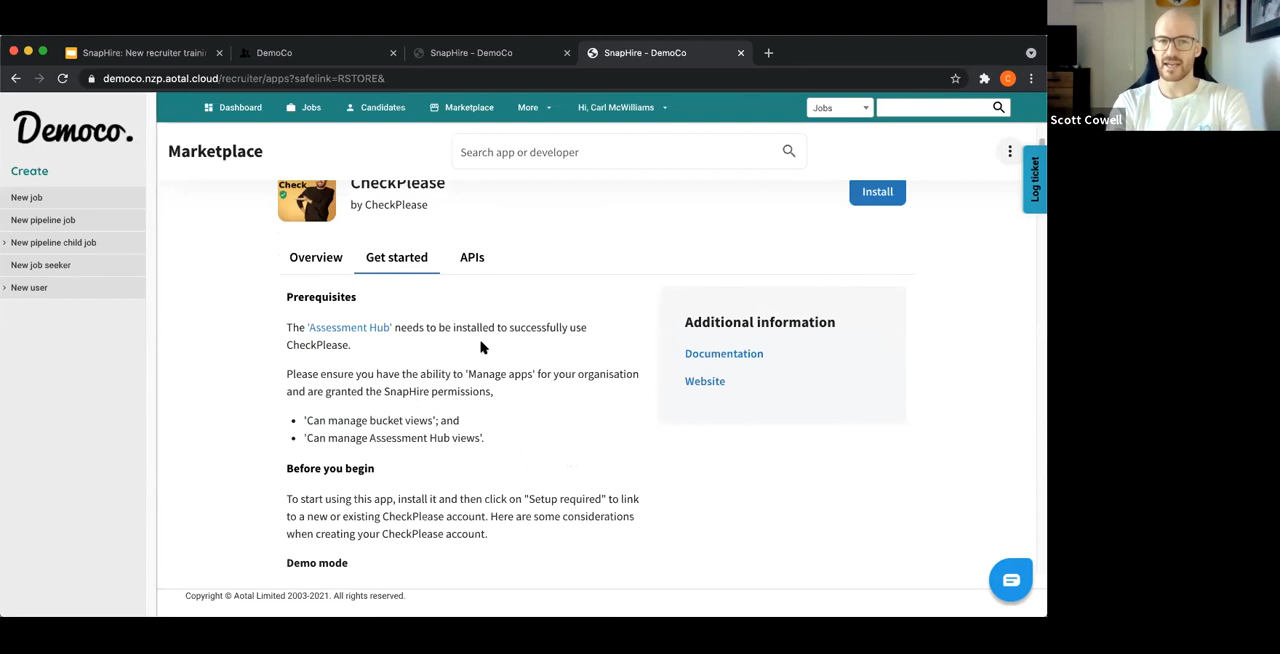 SnapHire: New recruiter traini
DemoCo
SnapHire - DemoCo
SnapHire - DemoCo
democo.nzp.aotal.cloud/recruiter/apps?safelink=RSTORE&
C
Democo.
Dashboard
Jobs
Candidates
Marketplace
More
Hi, Carl McWilliams
Jobs
Scott Cowell
Create
New job
New pipeline job
New pipeline child job
New job seeker
New user
Marketplace
Search app or developer
Log ticket
Check
CheckPlease
by CheckPlease
Install
Overview
Get started
APIs
Prerequisites
The 'Assessment Hub' needs to be installed to successfully use
CheckPlease.
Please ensure you have the ability to 'Manage apps' for your organisation
and are granted the SnapHire permissions,
• 'Can manage bucket views'; and
• 'Can manage Assessment Hub views'.
Before you begin
To start using this app, install it and then click on "Setup required" to link
to a new or existing CheckPlease account. Here are some considerations
when creating your CheckPlease account.
Demo mode
Additional information
Documentation
Website
Copyright © Aotal Limited 2003-2021. All rights reserved.